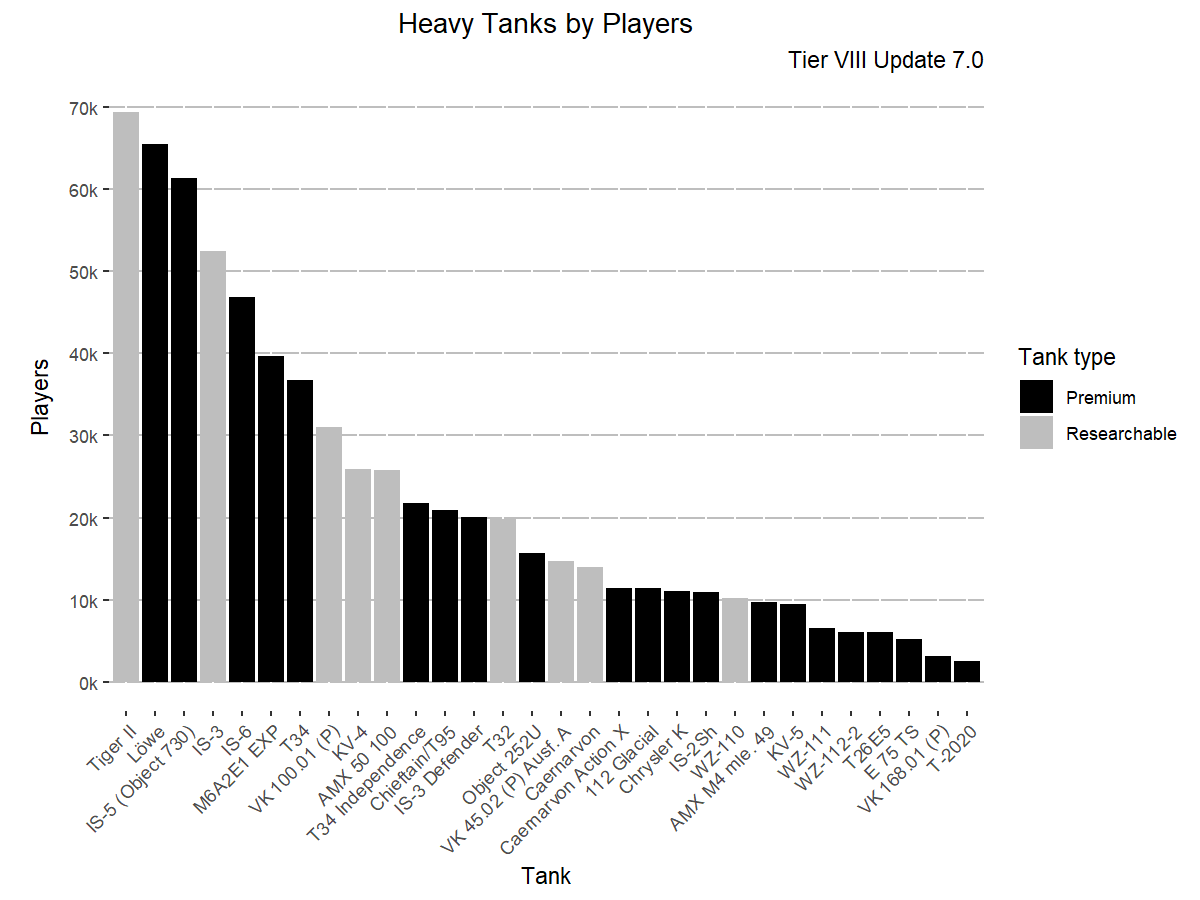 Heavy Tanks by Players
Tier VIII Update 7.0
Players
70k
60k
50k
40k
30k
20k
10k
0k
Tiger II
Löwe
IS-5 (Object 730)
IS-3
IS-6
M6A2E1 EXP
T34
VK 100.01 (P)
KV-4
AMX 50 100
T34 Independence
Chieftain/T95
IS-3 Defender
T32
Object 252U
VK 45.02 (P) Ausf. A
Caernarvon
Caernarvon Action X
112 Glacial
Chrysler K
IS-2Sh
WZ-110
AMX M4 mle. 49
KV-5
WZ-111
WZ-112-2
T26E5
E 75 TS
VK 168.01 (P)
T-2020
Tank
Tank type
Premium
Researchable